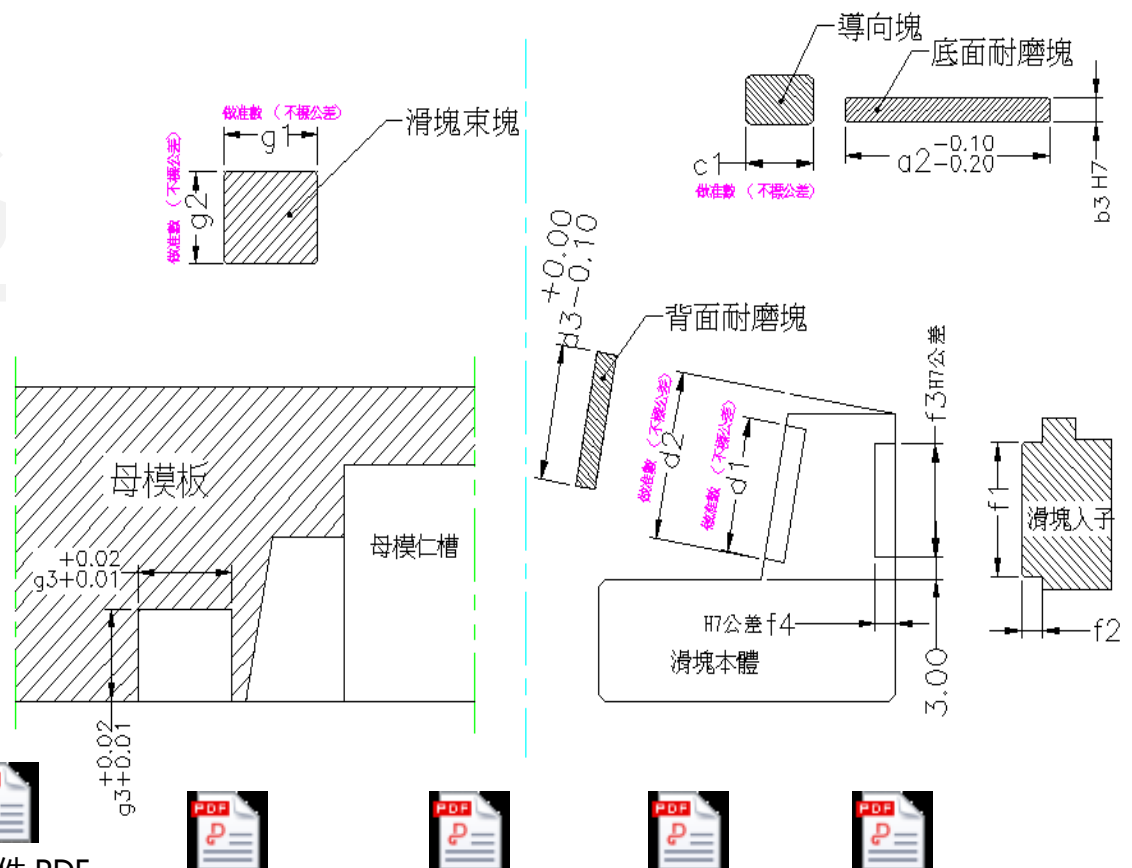 導向塊
底面耐磨塊
做准數 (不標公差)
g1
滑塊束塊
做准數 (不標公差)
g2
c1
做准數 (不標公差)
a2 -0.10
-0.20
b3 H7
+0.00
d3-0.10
背面耐磨塊
做准數 (不標公差)
d2
做准數 (不標公差)
d1
f3 H7公差
母模板
母模仁槽
+0.02
g3+0.01
f1
滑塊入子
H7公差 f4
f2
滑塊本體
3.00
+0.02
g3+0.01
PDF
PDF
PDF
PDF
件 PDF